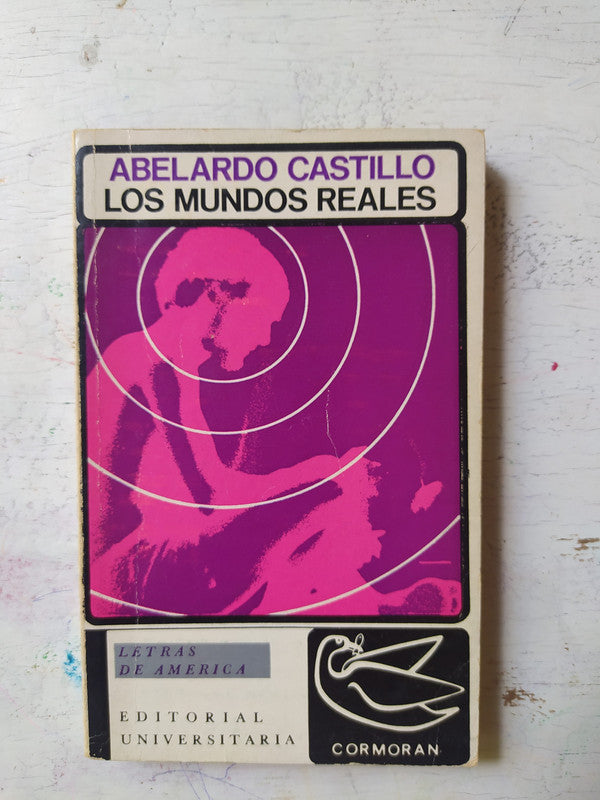 ABELARDO CASTILLO
LOS MUNDOS REALES
LETRAS
DE AMERICA
EDITORIAL
UNIVERSITARIA
CORMORAN